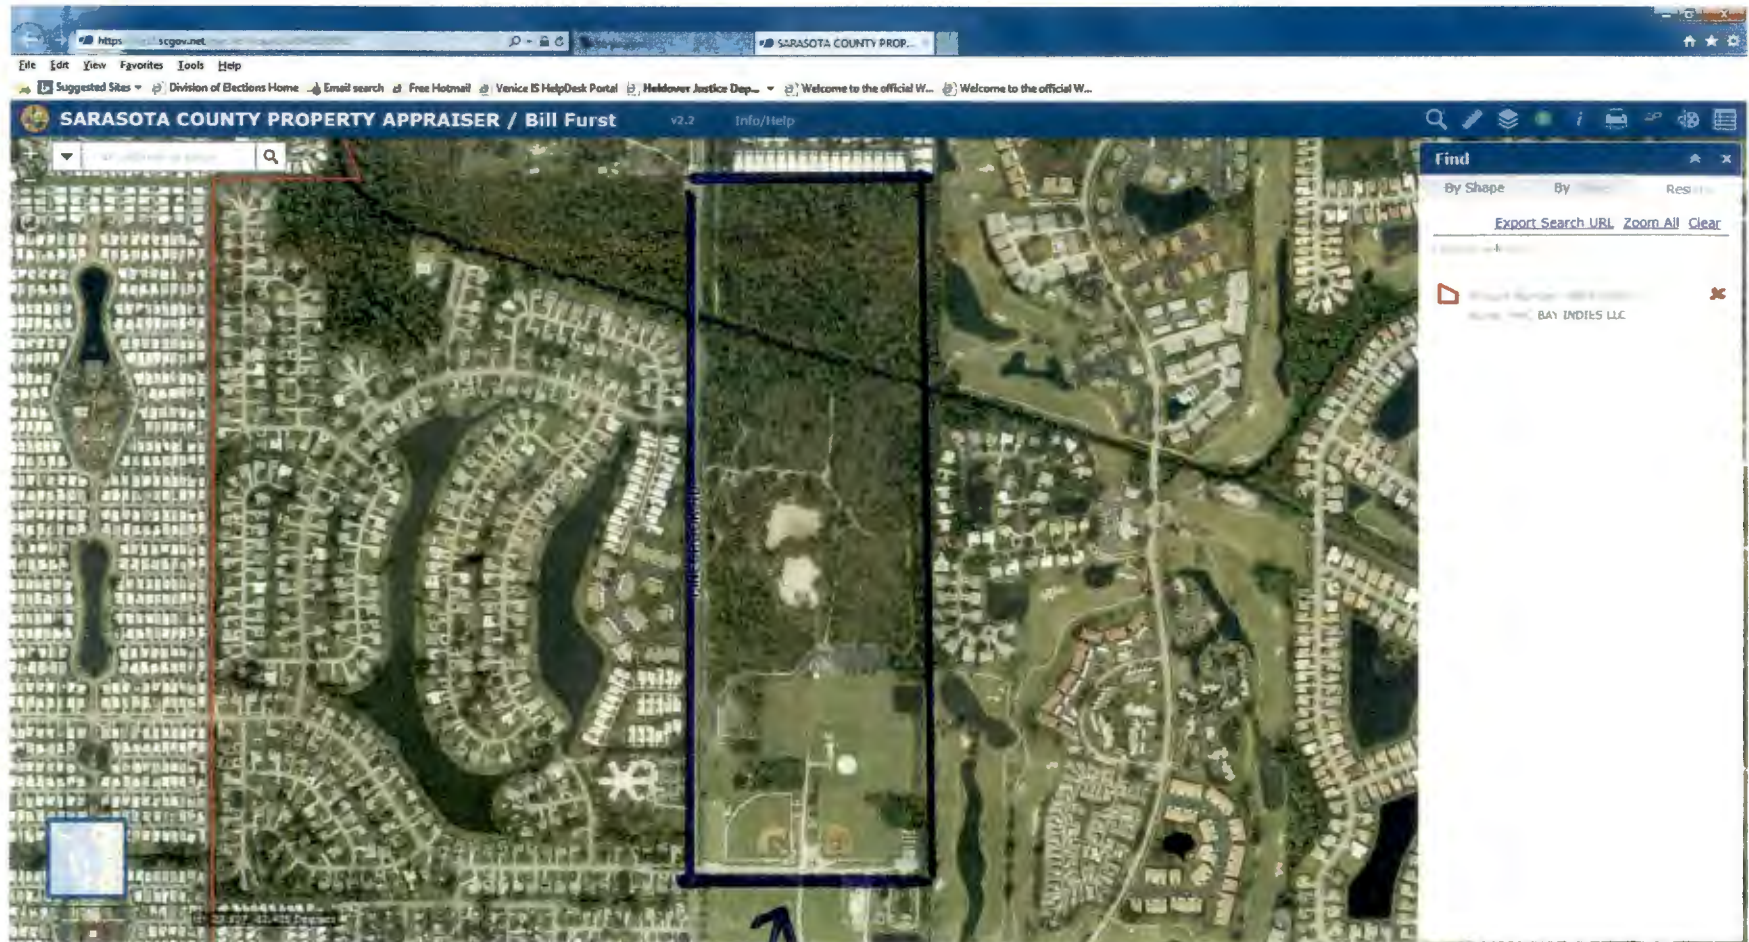 https scgov.net
SARASOTA COUNTY PROP...
File Edit View Favorites Tools Help
Suggested Sites Division of Elections Home Email search Free Hotmail Venice IS HelpDesk Portal Heldover Justice Dep... Welcome to the official W... Welcome to the official W...
SARASOTA COUNTY PROPERTY APPRAISER / Bill Furst v2.2 Info/Help
Find
By Shape By
Export Search URL Zoom All Clear
BAY INDIES LLC